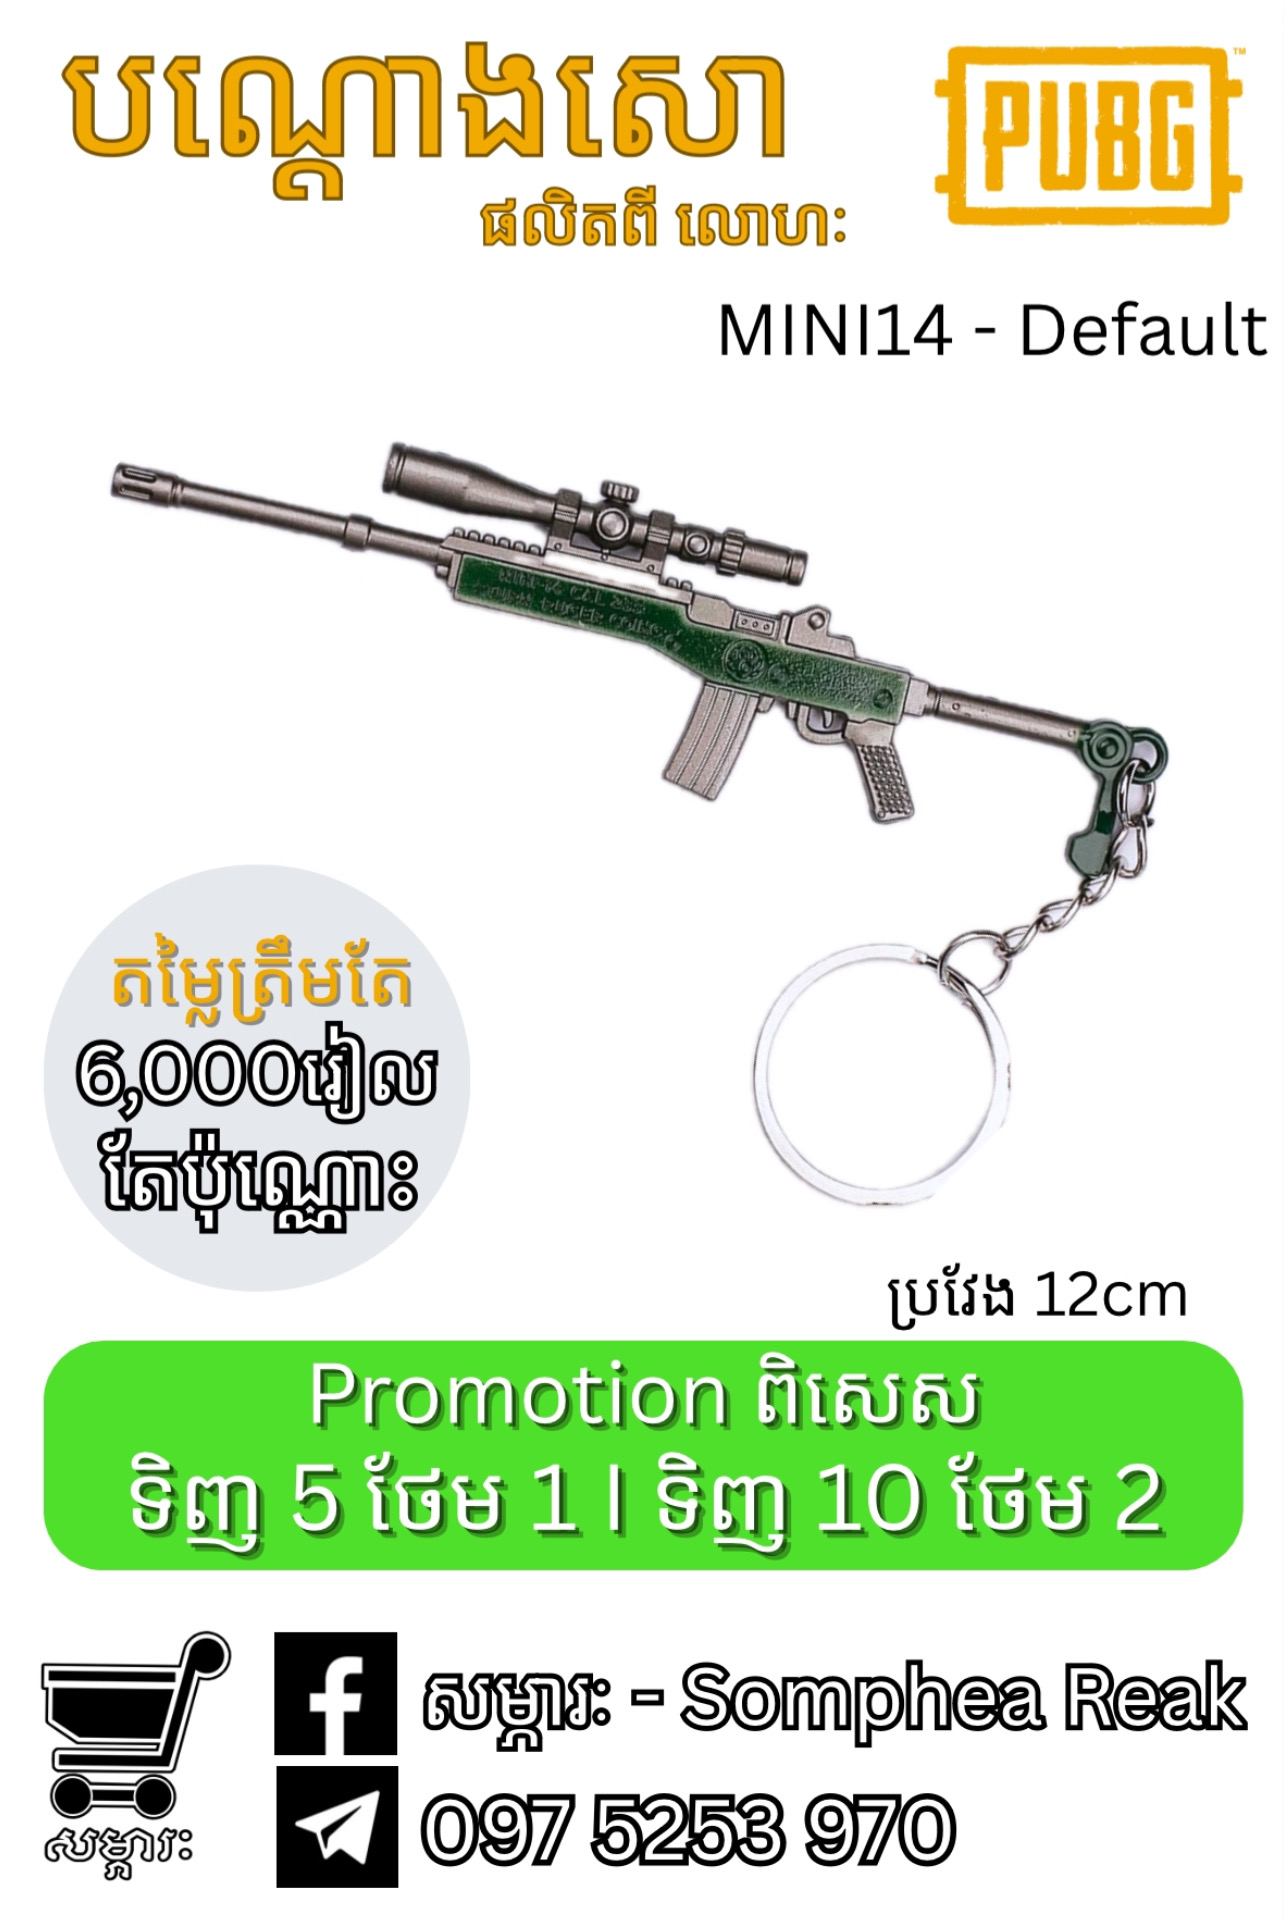 បណ្ដោងសោ
PUBG
TM
ផលិតពី លោហៈ
MINI14 - Default
តម្លៃត្រឹមតែ
6,000រៀល
តែប៉ុណ្ណោះ
ប្រវែង 12cm
Promotion ពិសេស
ទិញ 5 ថែម 1 | ទិញ 10 ថែម 2
សម្ភារៈ - Somphea Reak
097 5253 970
សម្ភារៈ